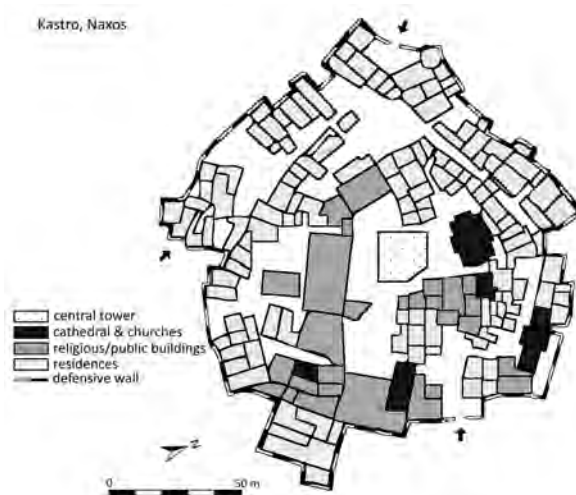 Kastro, Naxos
central tower
cathedral & churches
religious/public buildings
residences
defensive wall
N
0 50 m